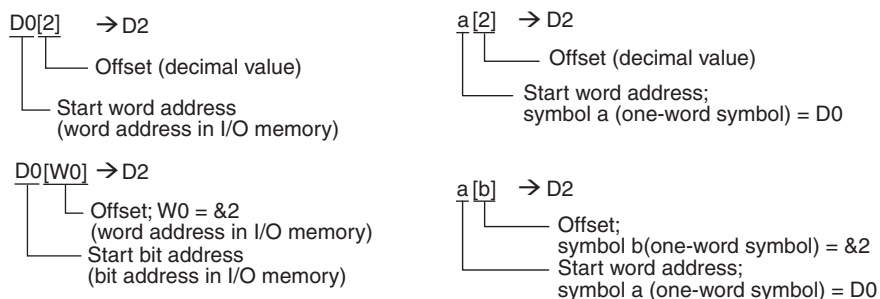 D0[2] → D2
Offset (decimal value)
Start word address
(word address in I/O memory)
a [2] → D2
Offset (decimal value)
Start word address;
symbol a (one-word symbol) = D0
D0[W0] → D2
Offset; W0 = &2
(word address in I/O memory)
Start bit address
(bit address in I/O memory)
a [b] → D2
Offset;
symbol b(one-word symbol) = &2
Start word address;
symbol a (one-word symbol) = D0